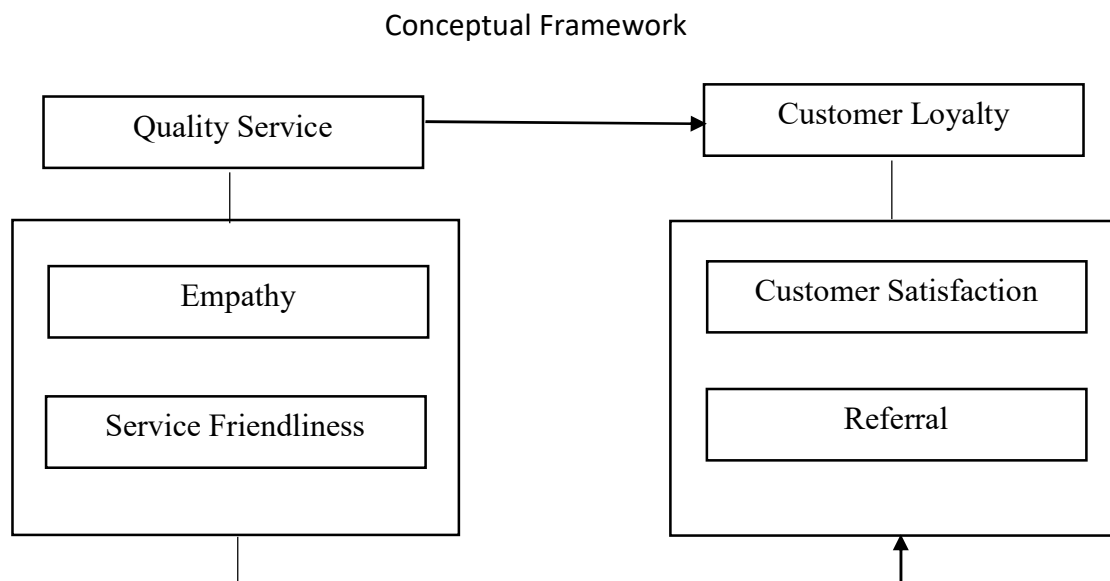 Conceptual Framework
Quality Service
Customer Loyalty
Empathy
Service Friendliness
Customer Satisfaction
Referral